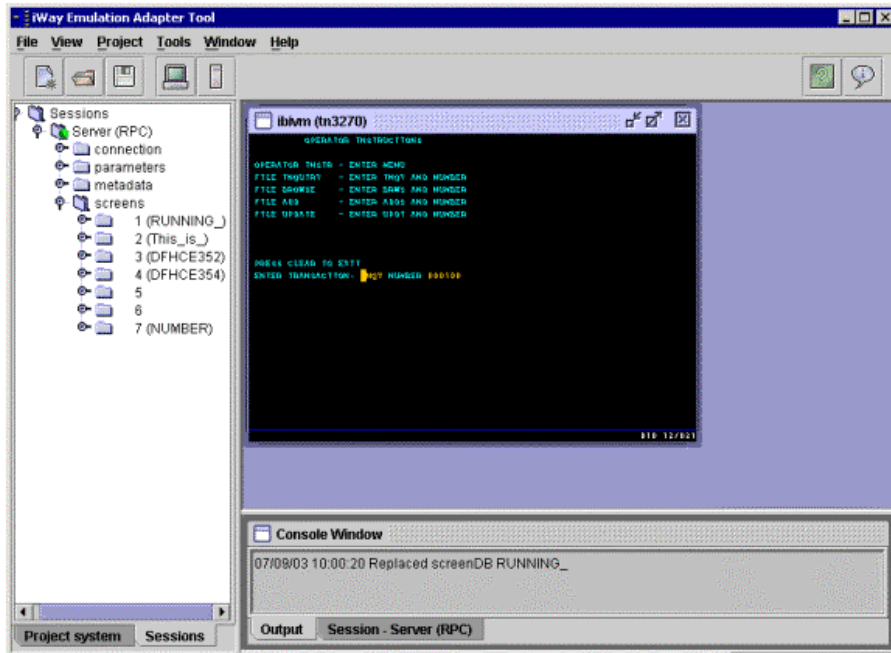 iWay Emulation Adapter Tool
File View Project Tools Window Help
Sessions
Server (RPC)
connection
parameters
metadata
screens
1 (RUNNING_)
2 (This_is_)
3 (DFHCE352)
4 (DFHCE354)
5
6
7 (NUMBER)
Project system Sessions
ibivm (tn3270)
OPERATOR INSTRUCTIONS
OPERATOR INSTR - ENTER MENU
FILE INQUIRY - ENTER INQY AND NUMBER
FILE BROWSE - ENTER BRWS AND NUMBER
FILE ADD - ENTER ADDS AND NUMBER
FILE UPDATE - ENTER UPDT AND NUMBER
PRESS CLEAR TO EXIT
ENTER TRANSACTION: NQY NUMBER 000100
12/021
Console Window
07/09/03 10:00:20 Replaced screenDB RUNNING_
Output Session - Server (RPC)